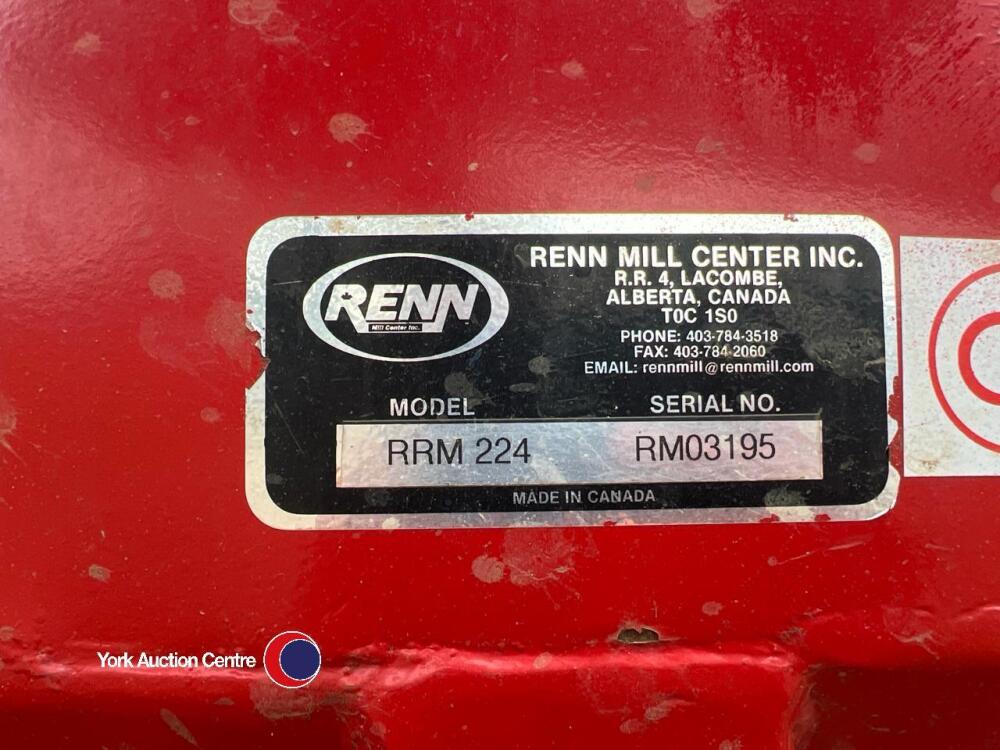 RENN
Mill Center Inc.
RENN MILL CENTER INC.
R.R. 4, LACOMBE,
ALBERTA, CANADA
T0C 1S0
PHONE: 403-784-3518
FAX: 403-784-2060
EMAIL: rennmill@rennmill.com
MODEL SERIAL NO.
RRM 224 RM03195
MADE IN CANADA
York Auction Centre